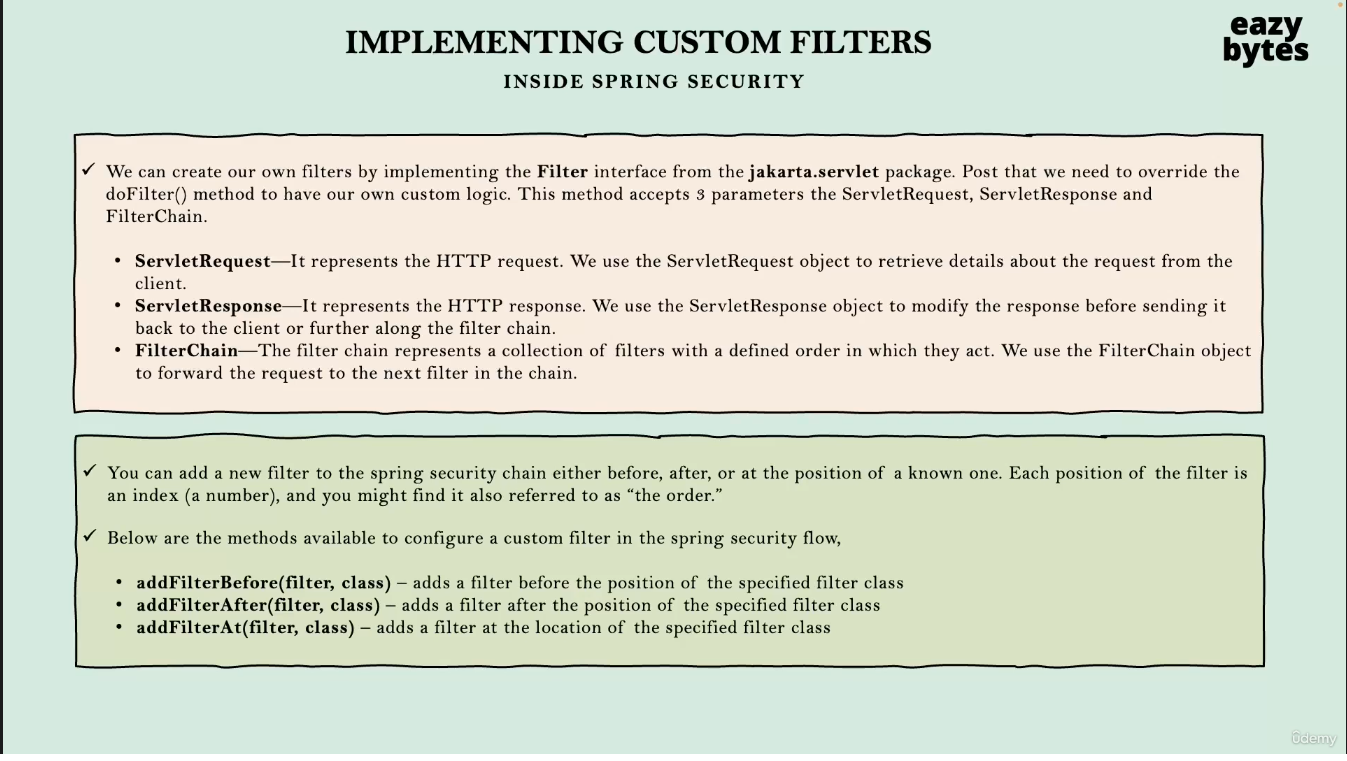 IMPLEMENTING CUSTOM FILTERS
eazy
bytes
INSIDE SPRING SECURITY
✓ We can create our own filters by implementing the Filter interface from the jakarta.servlet package. Post that we need to override the
doFilter() method to have our own custom logic. This method accepts 3 parameters the ServletRequest, ServletResponse and
FilterChain.
• ServletRequest—It represents the HTTP request. We use the ServletRequest object to retrieve details about the request from the
client.
• ServletResponse—It represents the HTTP response. We use the ServletResponse object to modify the response before sending it
back to the client or further along the filter chain.
• FilterChain—The filter chain represents a collection of filters with a defined order in which they act. We use the FilterChain object
to forward the request to the next filter in the chain.
✓ You can add a new filter to the spring security chain either before, after, or at the position of a known one. Each position of the filter is
an index (a number), and you might find it also referred to as “the order.”
✓ Below are the methods available to configure a custom filter in the spring security flow,
• addFilterBefore(filter, class) – adds a filter before the position of the specified filter class
• addFilterAfter(filter, class) – adds a filter after the position of the specified filter class
• addFilterAt(filter, class) – adds a filter at the location of the specified filter class
ûdemy